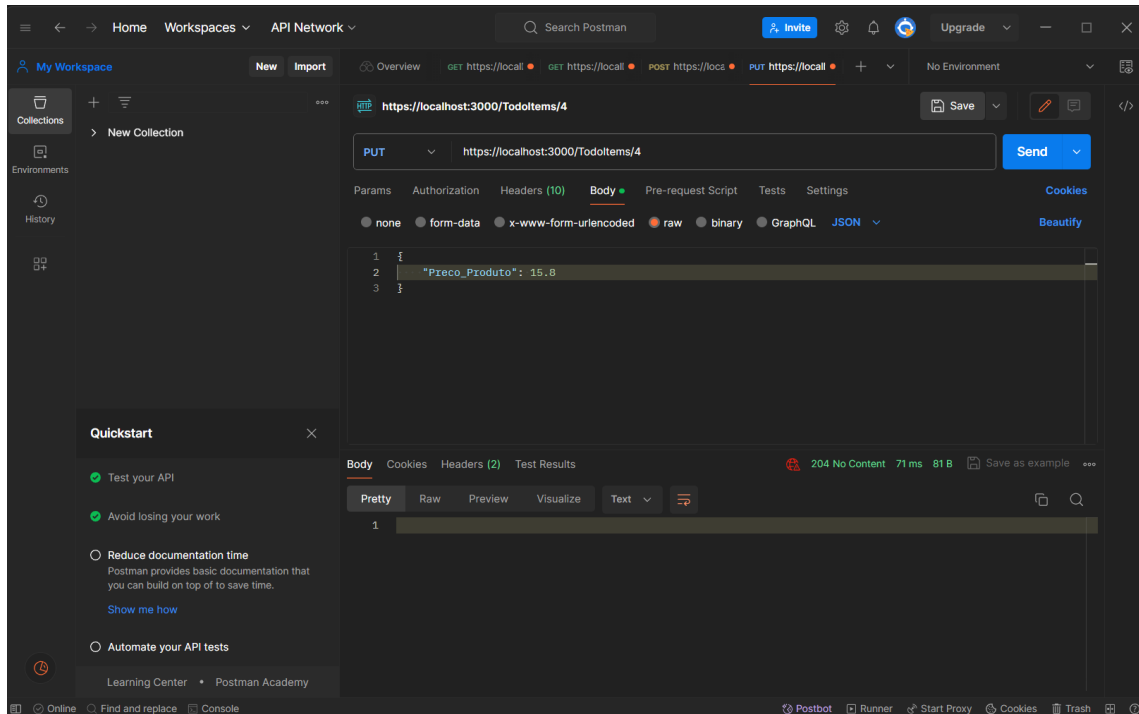 Home Workspaces API Network Search Postman Invite Upgrade
My Workspace New Import Overview GET https://locall GET https://locall POST https://loca PUT https://locall No Environment
Collections
New Collection
Environments
History
HTTP https://localhost:3000/TodoItems/4 Save
PUT https://localhost:3000/TodoItems/4 Send
Params Authorization Headers (10) Body Pre-request Script Tests Settings Cookies
none form-data x-www-form-urlencoded raw binary GraphQL JSON Beautify
1 {
2 "Preco_Produto": 15.8
3 }
Quickstart
Test your API
Avoid losing your work
Reduce documentation time
Postman provides basic documentation that
you can build on top of to save time.
Show me how
Automate your API tests
Learning Center • Postman Academy
Body Cookies Headers (2) Test Results 204 No Content 71 ms 81 B Save as example
Pretty Raw Preview Visualize Text
1
Online Find and replace Console Postbot Runner Start Proxy Cookies Trash